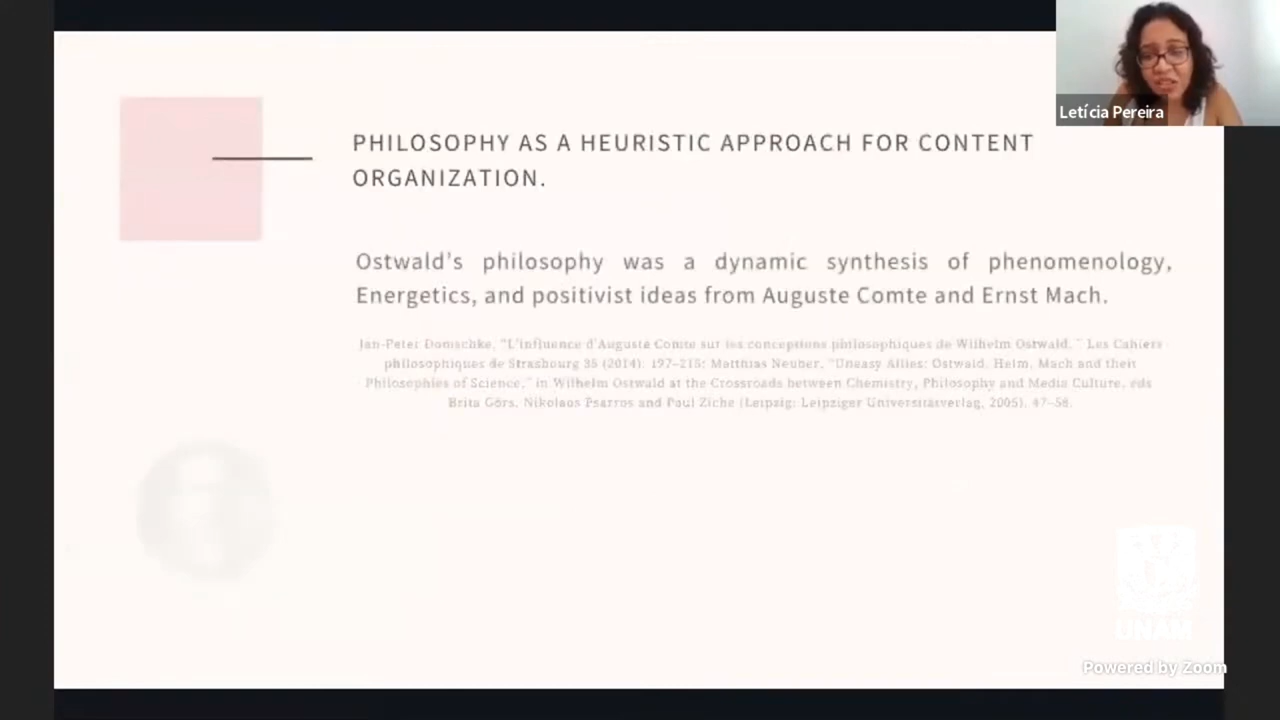 Letícia Pereira
PHILOSOPHY AS A HEURISTIC APPROACH FOR CONTENT
ORGANIZATION.
Ostwald's philosophy was a dynamic synthesis of phenomenology,
Energetics, and positivist ideas from Auguste Comte and Ernst Mach.
Jan-Peter Domschke, "L'influence d'Auguste Comte sur les conceptions philosophiques de Wilhelm Ostwald, " Les Cahiers
philosophiques de Strasbourg 35 (2014), 197–215; Matthias Neuber, "Uneasy Allies: Ostwald, Helm, Mach and their
Philosophies of Science," in Wilhelm Ostwald at the Crossroads between Chemistry, Philosophy and Media Culture, eds
Brita Görs, Nikolaos Psarros and Paul Ziche (Leipzig: Leipziger Universitätsverlag, 2005), 47–58.
UNAM
Powered by Zoom